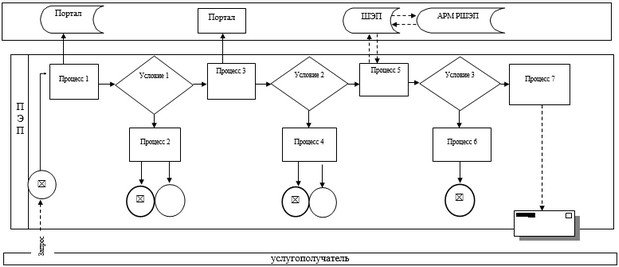 Портал
Портал
ШЭП
АРМ РШЭП
ПЭП
Процесс 1
Условие 1
Процесс 3
Условие 2
Процесс 5
Условие 3
Процесс 7
Процесс 2
Процесс 4
Процесс 6
Запрос
услугополучатель